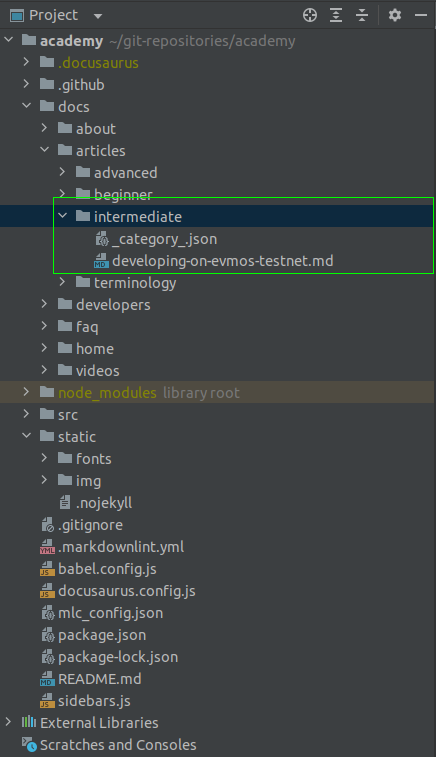 Project
academy ~/git-repositories/academy
.docusaurus
.github
docs
about
articles
advanced
beginner
intermediate
_category_.json
developing-on-evmos-testnet.md
terminology
developers
faq
home
videos
node_modules library root
src
static
fonts
img
.nojekyll
.gitignore
.markdownlint.yml
babel.config.js
docusaurus.config.js
mlc_config.json
package.json
package-lock.json
README.md
sidebars.js
External Libraries
Scratches and Consoles